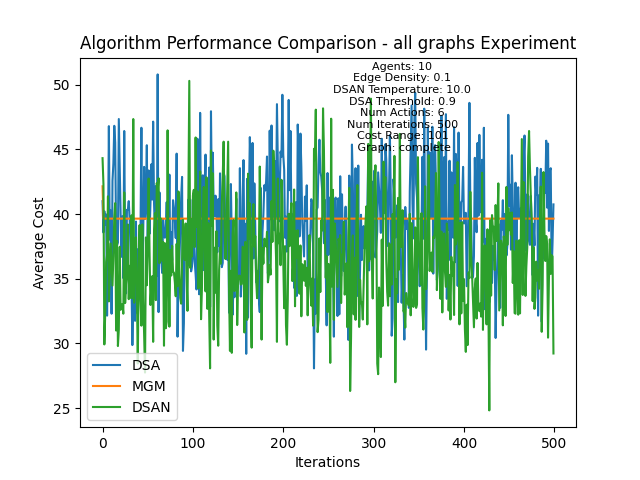 Algorithm Performance Comparison - all graphs Experiment
Agents: 10
Edge Density: 0.1
DSAN Temperature: 10.0
DSA Threshold: 0.9
Num Actions: 6
Num Iterations: 500
Cost Range: 101
Graph: complete
Average Cost
50
45
40
35
30
25
DSA
MGM
DSAN
0
100
200
300
400
500
Iterations